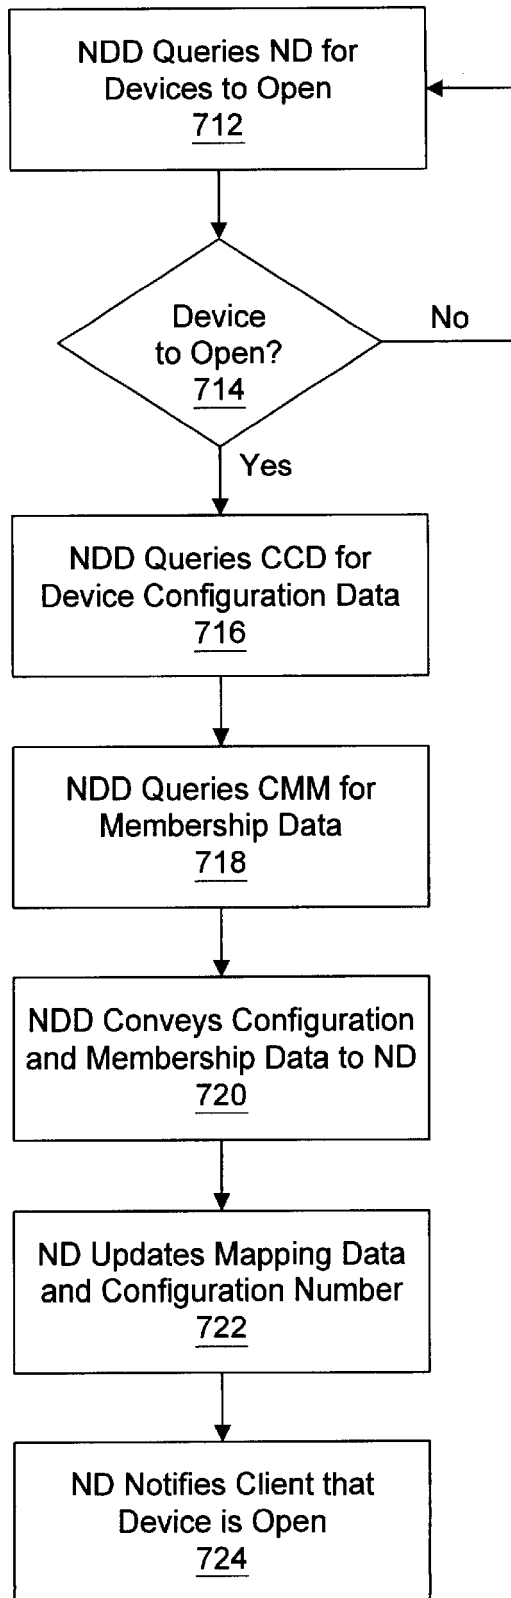 NDD Queries ND for
Devices to Open
712
Device
to Open?
714
No
Yes
NDD Queries CCD for
Device Configuration Data
716
NDD Queries CMM for
Membership Data
718
NDD Conveys Configuration
and Membership Data to ND
720
ND Updates Mapping Data
and Configuration Number
722
ND Notifies Client that
Device is Open
724